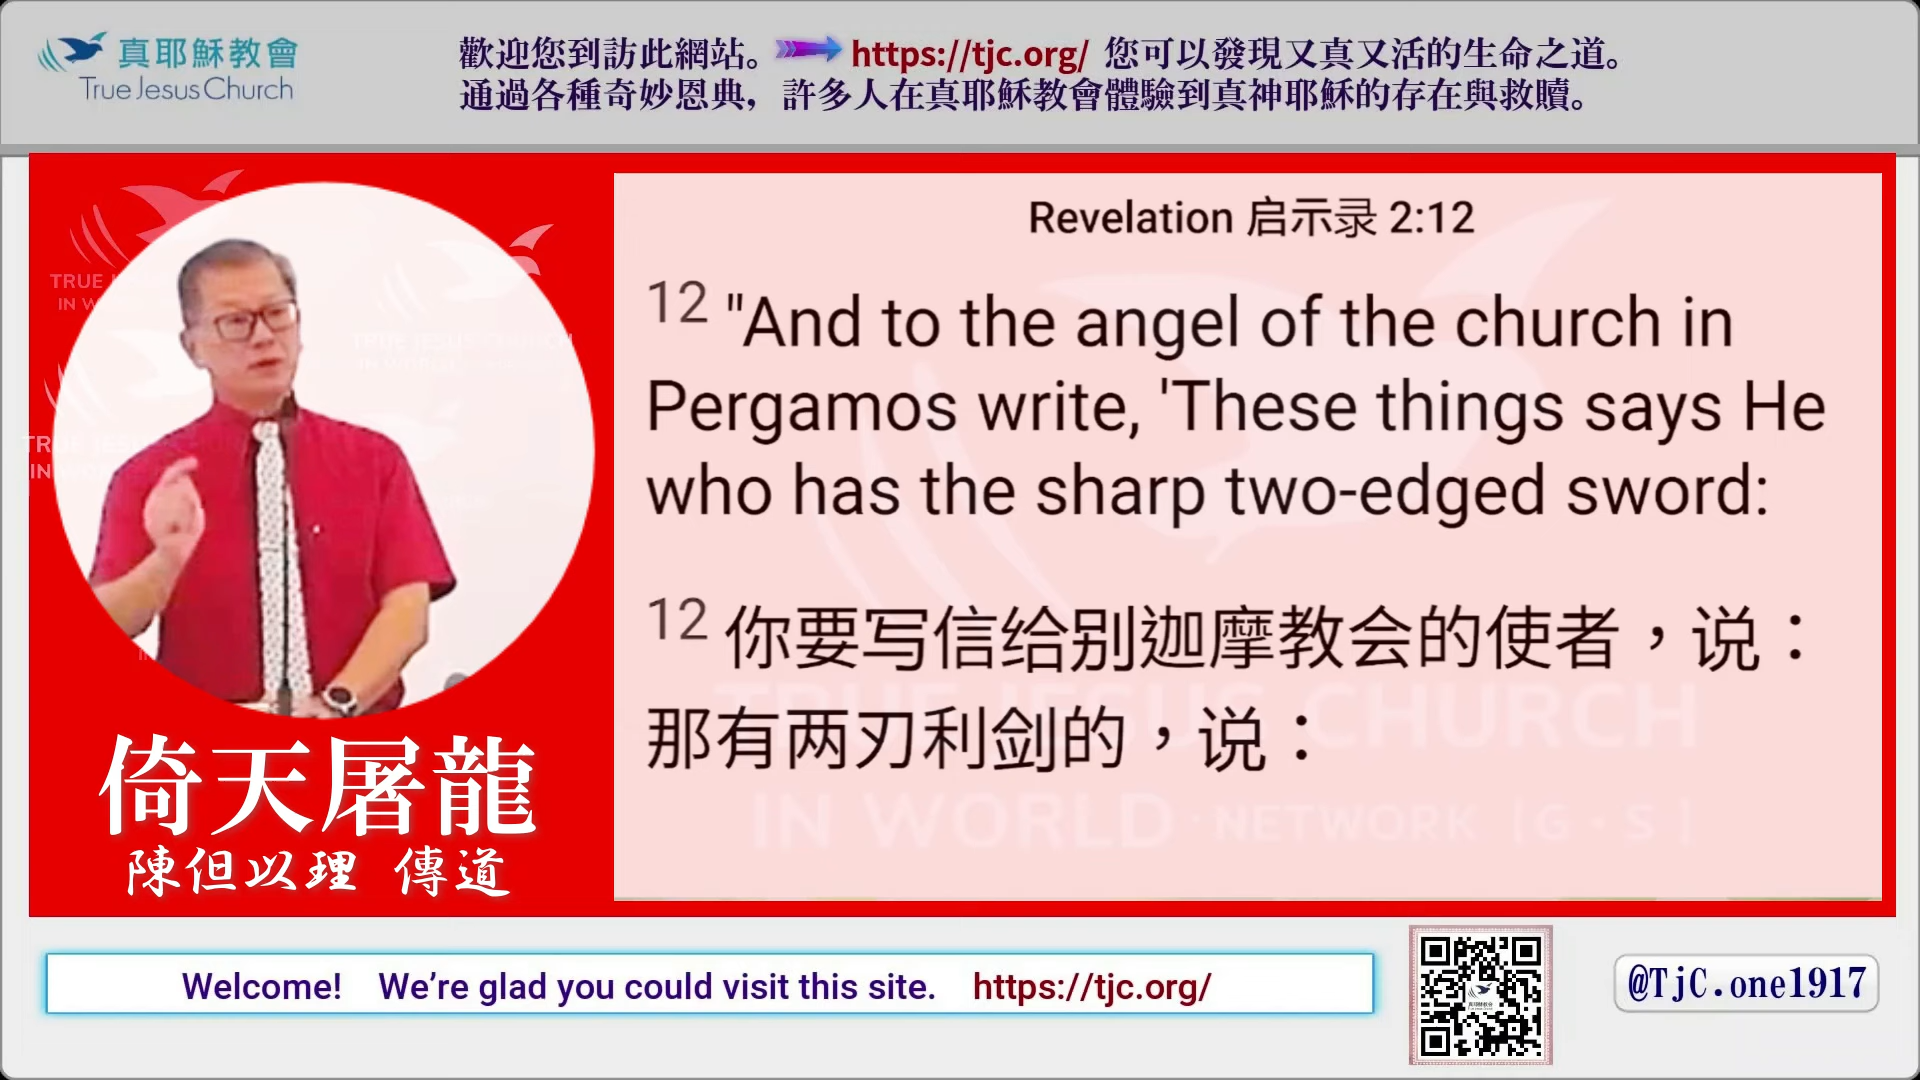 真耶穌教會
True Jesus Church
歡迎您到訪此網站。 https://tjc.org/ 您可以發現又真又活的生命之道。
通過各種奇妙恩典，許多人在真耶穌教會體驗到真神耶穌的存在與救贖。
Revelation 启示录 2:12
12 "And to the angel of the church in
Pergamos write, 'These things says He
who has the sharp two-edged sword:
12 你要写信给别迦摩教会的使者，说：
那有两刃利剑的，说：
TRUE JESUS CHURCH
IN WORLD · NETWORK [G · S]
倚天屠龍
陳但以理 傳道
Welcome! We’re glad you could visit this site. https://tjc.org/
@TjC.one1917